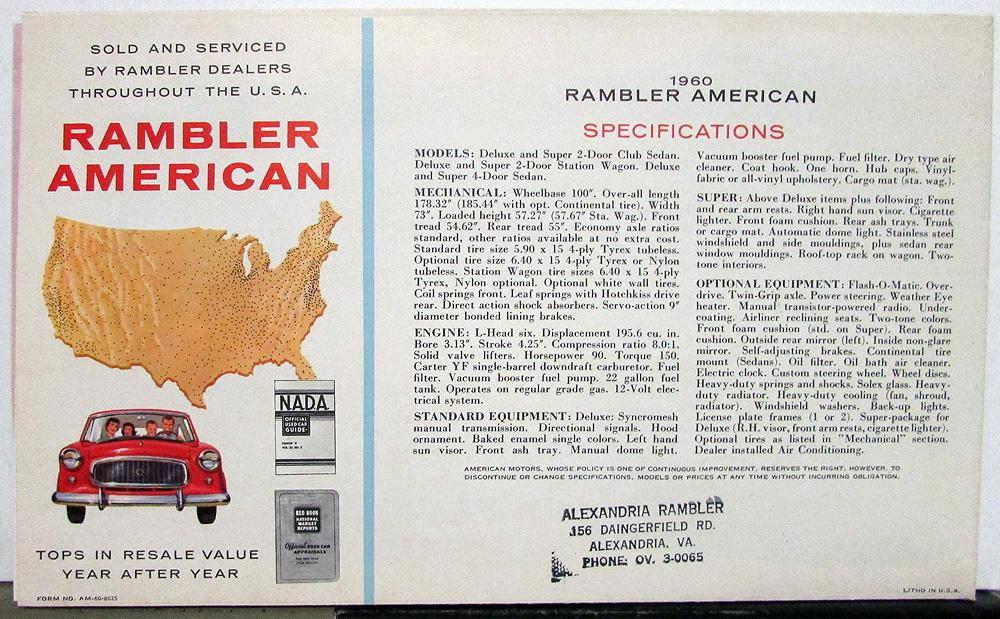 SOLD AND SERVICED
BY RAMBLER DEALERS
THROUGHOUT THE U.S.A.
RAMBLER
AMERICAN
N.A.D.A.
OFFICIAL
USED CAR
GUIDE
RED BOOK
NATIONAL
MARKET
REPORTS
Official USED CAR
APPRAISALS
TOPS IN RESALE VALUE
YEAR AFTER YEAR
FORM NO. AM-60-8025
1960
RAMBLER AMERICAN
SPECIFICATIONS
MODELS: Deluxe and Super 2-Door Club Sedan.
Deluxe and Super 2-Door Station Wagon. Deluxe
and Super 4-Door Sedan.
MECHANICAL: Wheelbase 100". Over-all length
178.32" (185.44" with opt. Continental tire). Width
73". Loaded height 57.27" (57.67" Sta. Wag.). Front
tread 54.62". Rear tread 55". Economy axle ratios
standard, other ratios available at no extra cost.
Standard tire size 5.90 x 15 4-ply Tyrex tubeless.
Optional tire size 6.40 x 15 4-ply Tyrex or Nylon
tubeless. Station Wagon tire sizes 6.40 x 15 4-ply
Tyrex, Nylon optional. Optional white wall tires.
Coil springs front. Leaf springs with Hotchkiss drive
rear. Direct action shock absorbers. Servo-action 9"
diameter bonded lining brakes.
ENGINE: L-Head six. Displacement 195.6 cu. in.
Bore 3.13". Stroke 4.25". Compression ratio 8.0:1.
Solid valve lifters. Horsepower 90. Torque 150.
Carter YF single-barrel downdraft carburetor. Fuel
filter. Vacuum booster fuel pump. 22 gallon fuel
tank. Operates on regular grade gas. 12-Volt elec-
trical system.
STANDARD EQUIPMENT: Deluxe: Syncromesh
manual transmission. Directional signals. Hood
ornament. Baked enamel single colors. Left hand
sun visor. Front ash tray. Manual dome light.
Vacuum booster fuel pump. Fuel filter. Dry type air
cleaner. Coat hook. One horn. Hub caps. Vinyl-
fabric or all-vinyl upholstery. Cargo mat (sta. wag.).
SUPER: Above Deluxe items plus following: Front
and rear arm rests. Right hand sun visor. Cigarette
lighter. Front foam cushion. Rear ash trays. Trunk
or cargo mat. Automatic dome light. Stainless steel
windshield and side mouldings, plus sedan rear
window mouldings. Roof-top rack on wagon. Two-
tone interiors.
OPTIONAL EQUIPMENT: Flash-O-Matic. Over-
drive. Twin-Grip axle. Power steering. Weather Eye
heater. Manual transistor-powered radio. Under-
coating. Airliner reclining seats. Two-tone colors.
Front foam cushion (std. on Super). Rear foam
cushion. Outside rear mirror (left). Inside non-glare
mirror. Self-adjusting brakes. Continental tire
mount (Sedans). Oil filter. Oil bath air cleaner.
Electric clock. Custom steering wheel. Wheel discs.
Heavy-duty springs and shocks. Solex glass. Heavy-
duty radiator. Heavy-duty cooling (fan, shroud,
radiator). Windshield washers. Back-up lights.
License plate frames (1 or 2). Super-package for
Deluxe (R.H. visor, front arm rests, cigarette lighter).
Optional tires as listed in "Mechanical" section.
Dealer installed Air Conditioning.
AMERICAN MOTORS, WHOSE POLICY IS ONE OF CONTINUOUS IMPROVEMENT, RESERVES THE RIGHT, HOWEVER, TO
DISCONTINUE OR CHANGE SPECIFICATIONS, MODELS OR PRICES AT ANY TIME WITHOUT INCURRING OBLIGATION.
ALEXANDRIA RAMBLER
156 DAINGERFIELD RD.
ALEXANDRIA, VA.
PHONE: OV. 3-0065
LITHO IN U.S.A.